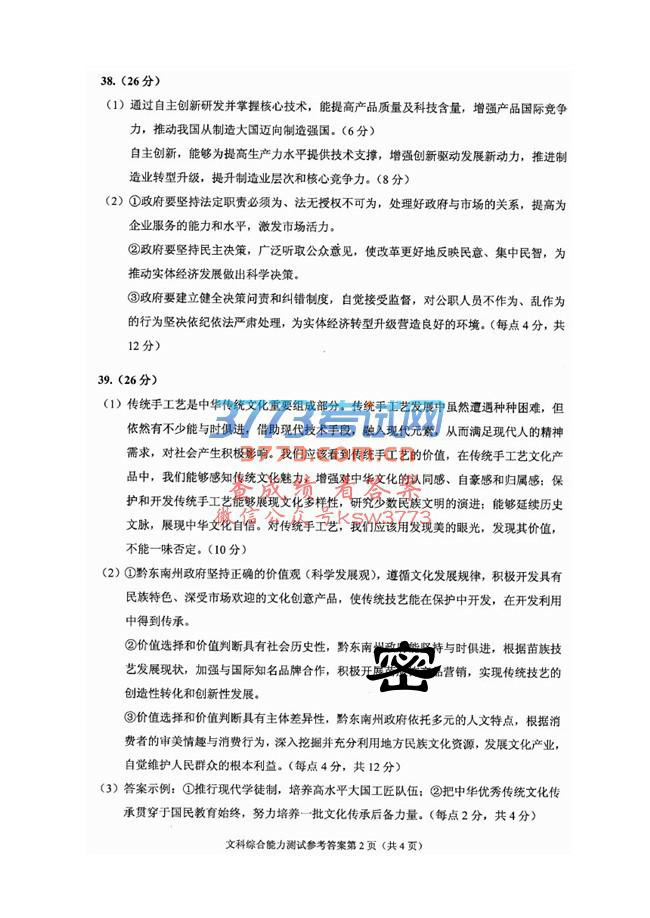 38.（26 分）
（1）通过自主创新研发并掌握核心技术，能提高产品质量及科技含量，增强产品国际竞争
力，推动我国从制造大国迈向制造强国。（6 分）
自主创新，能够为提高生产力水平提供技术支撑，增强创新驱动发展新动力，推进制
造业转型升级，提升制造业层次和核心竞争力。（8 分）
（2）①政府要坚持法定职责必须为、法无授权不可为，处理好政府与市场的关系，提高为
企业服务的能力和水平，激发市场活力。
②政府要坚持民主决策，广泛听取公众意见，使改革更好地反映民意、集中民智，为
推动实体经济发展做出科学决策。
③政府要建立健全决策问责和纠错制度，自觉接受监督，对公职人员不作为、乱作为
的行为坚决依纪依法严肃处理，为实体经济转型升级营造良好的环境。（每点 4 分，共
12 分）
39.（26 分）
（1）传统手工艺是中华传统文化重要组成部分。传统手工艺发展中虽然遭遇种种困难，但
依然有不少能与时俱进，借助现代技术手段，融入现代元素，从而满足现代人的精神
3773考试网
需求，对社会产生积极影响。我们应该看到传统手工艺的价值，在传统手工艺文化产
3773.com.cn
品中，我们能够感知传统文化魅力，增强对中华文化的认同感、自豪感和归属感；保
查成绩 看答案
护和开发传统手工艺能够展现文化多样性，研究少数民族文明的演进；能够延续历史
微信公众号ksw3773
文脉，展现中华文化自信。对传统手工艺，我们应该用发现美的眼光，发现其价值，
不能一味否定。（10 分）
（2）①黔东南州政府坚持正确的价值观（科学发展观），遵循文化发展规律，积极开发具有
民族特色、深受市场欢迎的文化创意产品，使传统技艺能在保护中开发，在开发利用
中得到传承。
②价值选择和价值判断具有社会历史性，黔东南州政府能坚持与时俱进，根据苗族技
艺发展现状，加强与国际知名品牌合作，积极开展品营销，实现传统技艺的
密
创造性转化和创新性发展。
③价值选择和价值判断具有主体差异性，黔东南州政府依托多元的人文特点，根据消
费者的审美情趣与消费行为，深入挖掘并充分利用地方民族文化资源，发展文化产业，
自觉维护人民群众的根本利益。（每点 4 分，共 12 分）
（3）答案示例：①推行现代学徒制，培养高水平大国工匠队伍；②把中华优秀传统文化传
承贯穿于国民教育始终，努力培养一批文化传承后备力量。（每点 2 分，共 4 分）
文科综合能力测试参考答案第 2 页（共 4 页）